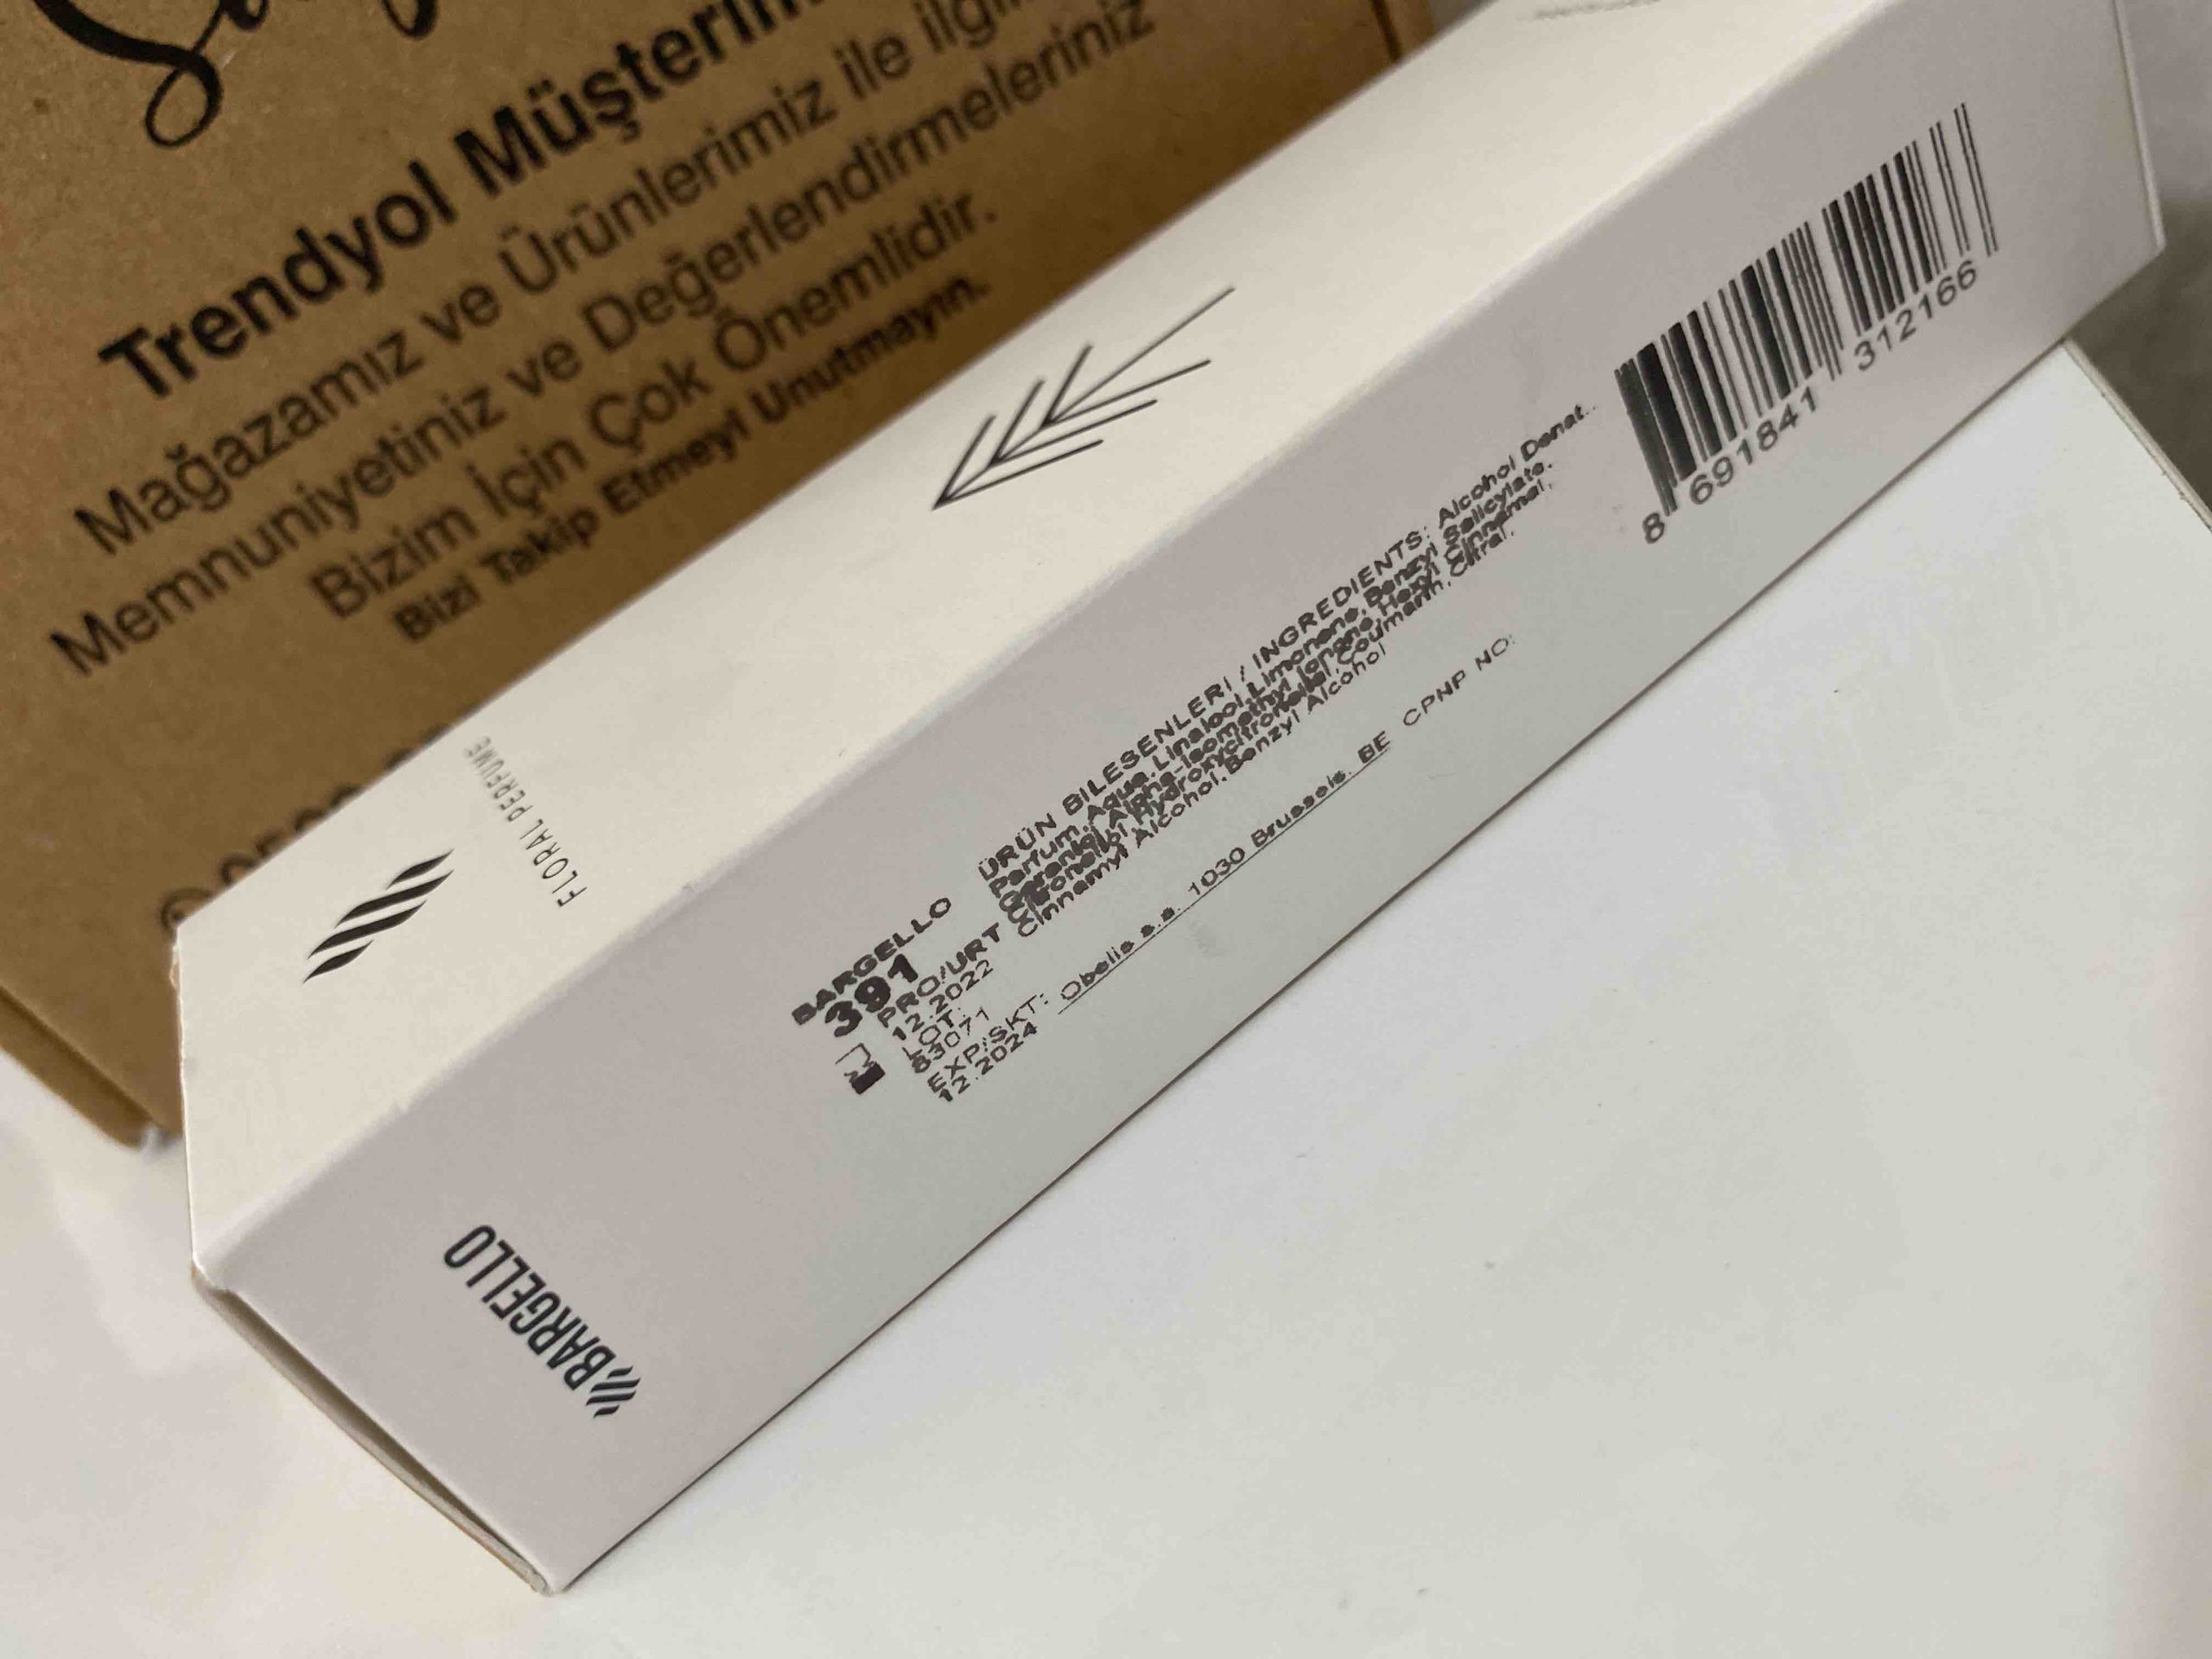 Trendyol
Mağazamız ve Ürünlerimiz ile
Memnuniyetiniz ve Değerlendirmeleriniz
Bizim İçin Çok Önemlidir.
Bizi Takip Etmeyi Unutmayın.
FLORAL PERFUME
BARGELLO
BARGELLO
391
PRO/URT
12.2022
LOT:
83071
EXP/SKT:
12.2024
ÜRÜN BILESENLERI / INGREDIENTS: Alcohol Denat.,
Parfum, Aqua, Linalool, Limonene, Benzyl Salicylate,
Geraniol, Alpha-Isomethyl Ionone, Hexyl Cinnamal,
Citronellol, Hydroxycitronellal, Coumarin, Citral,
Cinnamyl Alcohol, Benzyl Alcohol
Obelis s.a. 1030 Brussels, BE CPNP NO:
8 691841 312166